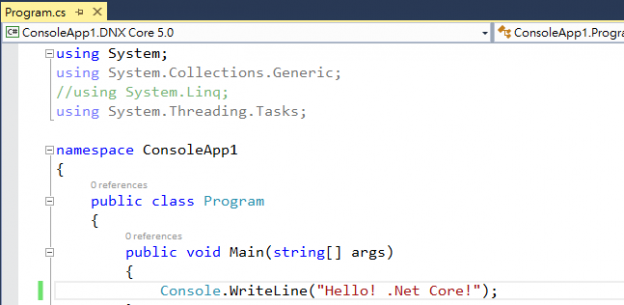 Program.cs
ConsoleApp1.DNX Core 5.0 ConsoleApp1.Progra
using System;
using System.Collections.Generic;
//using System.Linq;
using System.Threading.Tasks;
namespace ConsoleApp1
{
0 references
public class Program
{
0 references
public void Main(string[] args)
{
Console.WriteLine("Hello! .Net Core!");